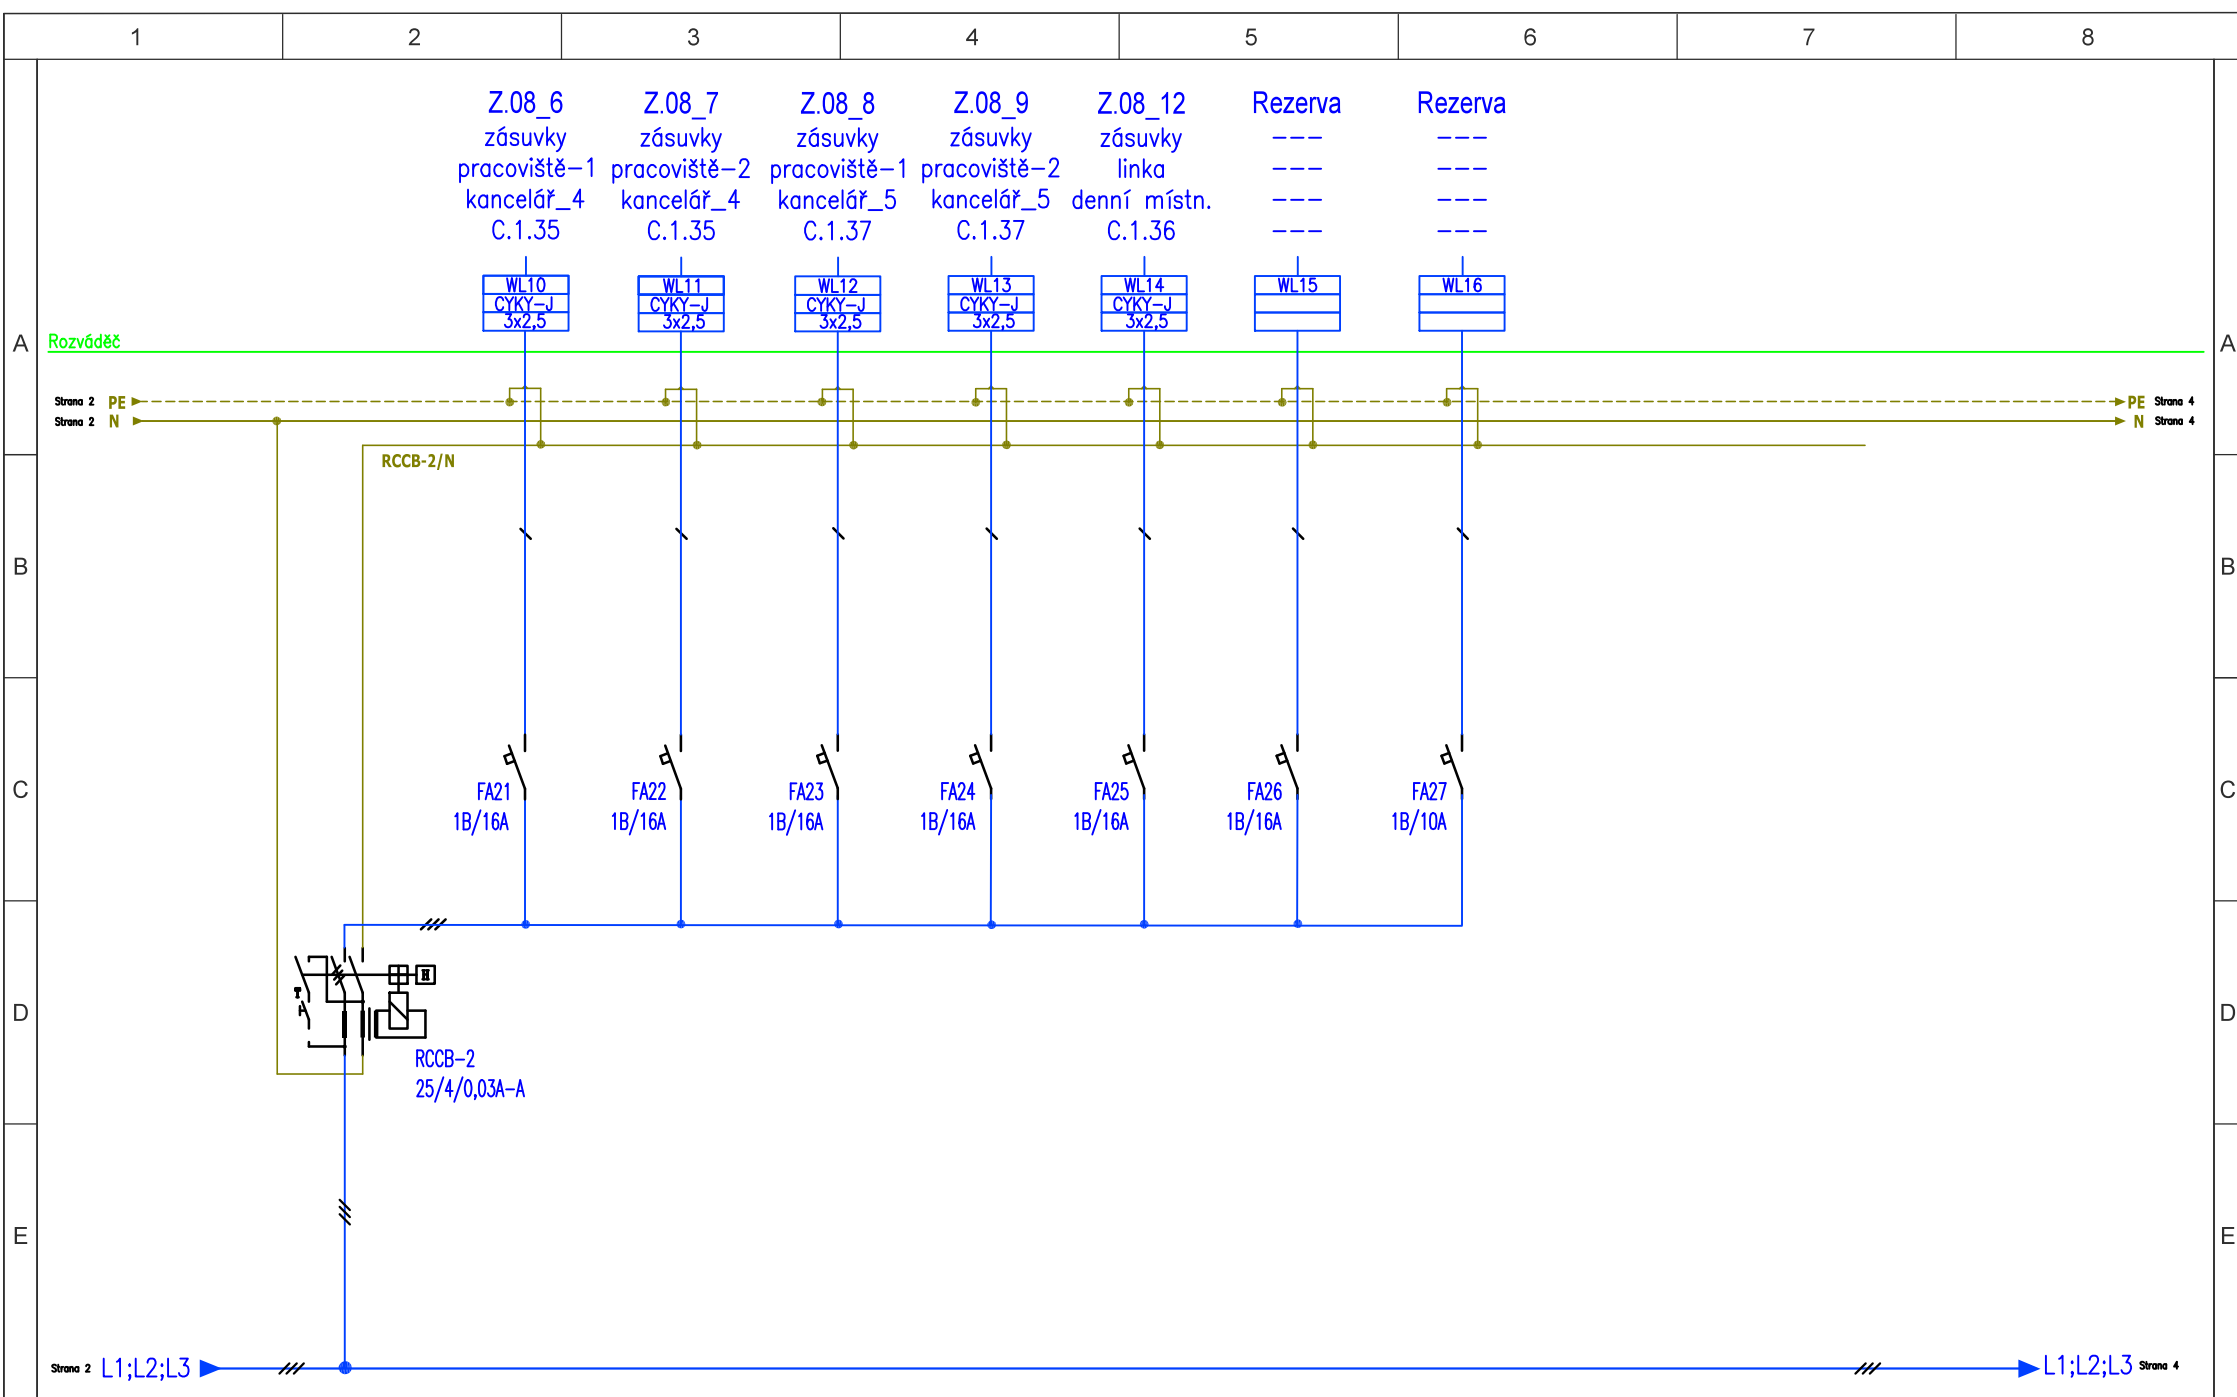 1 2 3 4 5 6 7 8
Z.08_6 Z.08_7 Z.08_8 Z.08_9 Z.08_12 Rezerva Rezerva
zásuvky zásuvky zásuvky zásuvky zásuvky --- ---
pracoviště-1 pracoviště-2 pracoviště-1 pracoviště-2 linka --- ---
kancelář_4 kancelář_4 kancelář_5 kancelář_5 denní místn. --- ---
C.1.35 C.1.35 C.1.37 C.1.37 C.1.36 --- ---
WL10 WL11 WL12 WL13 WL14 WL15 WL16
CYKY-J CYKY-J CYKY-J CYKY-J CYKY-J
3x2,5 3x2,5 3x2,5 3x2,5 3x2,5
A Rozváděč A
Strana 2 PE PE Strana 4
Strana 2 N N Strana 4
RCCB-2/N
B B
FA21 FA22 FA23 FA24 FA25 FA26 FA27
C C
1B/16A 1B/16A 1B/16A 1B/16A 1B/16A 1B/16A 1B/10A
H
T
D D
RCCB-2
25/4/0,03A-A
E E
Strana 2 L1;L2;L3 L1;L2;L3 Strana 4